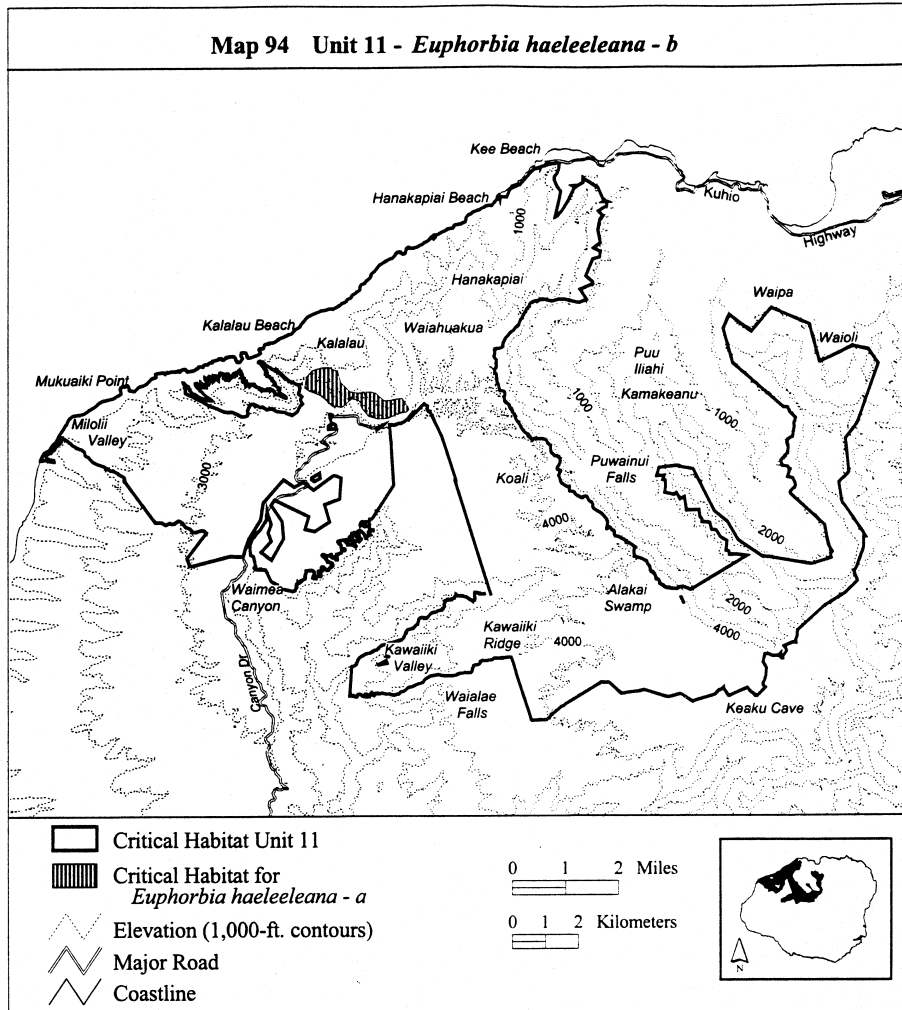 Map 94 Unit 11 - Euphorbia haeleeleana - b
Kee Beach
Kuhio
Hanakapiai Beach
1000
Highway
Hanakapiai
Waipa
Kalalau Beach
Waiahuakua
Waioli
Kalalau
Puu
Iliahi
Mukuaiki Point
1000
Kamakeanu
1000
Milolii
Valley
3000
Koali
Puwainui
Falls
4000
2000
Waimea
Canyon
Alakai
Swamp
2000
4000
Kawaiiki
Ridge
4000
Kawaiiki
Valley
Canyon Dr
Waialae
Falls
Keaku Cave
Critical Habitat Unit 11
Critical Habitat for
Euphorbia haeleeleana - a
Elevation (1,000-ft. contours)
Major Road
Coastline
0 1 2 Miles
0 1 2 Kilometers
N